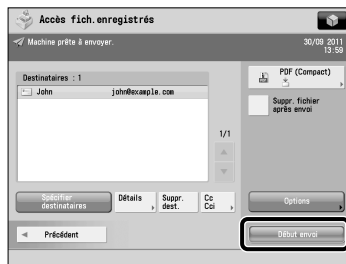 Accès fich.enregistrés
Machine prête à envoyer.
30/09 2011
13:59
Destinataires : 1
John john@example.com
1/1
PDF (Compact)
Suppr. fichier
après envoi
Spécifier
destinataires
Détails
Suppr.
dest.
Cc
Cci
Options
Précédent
Début envoi